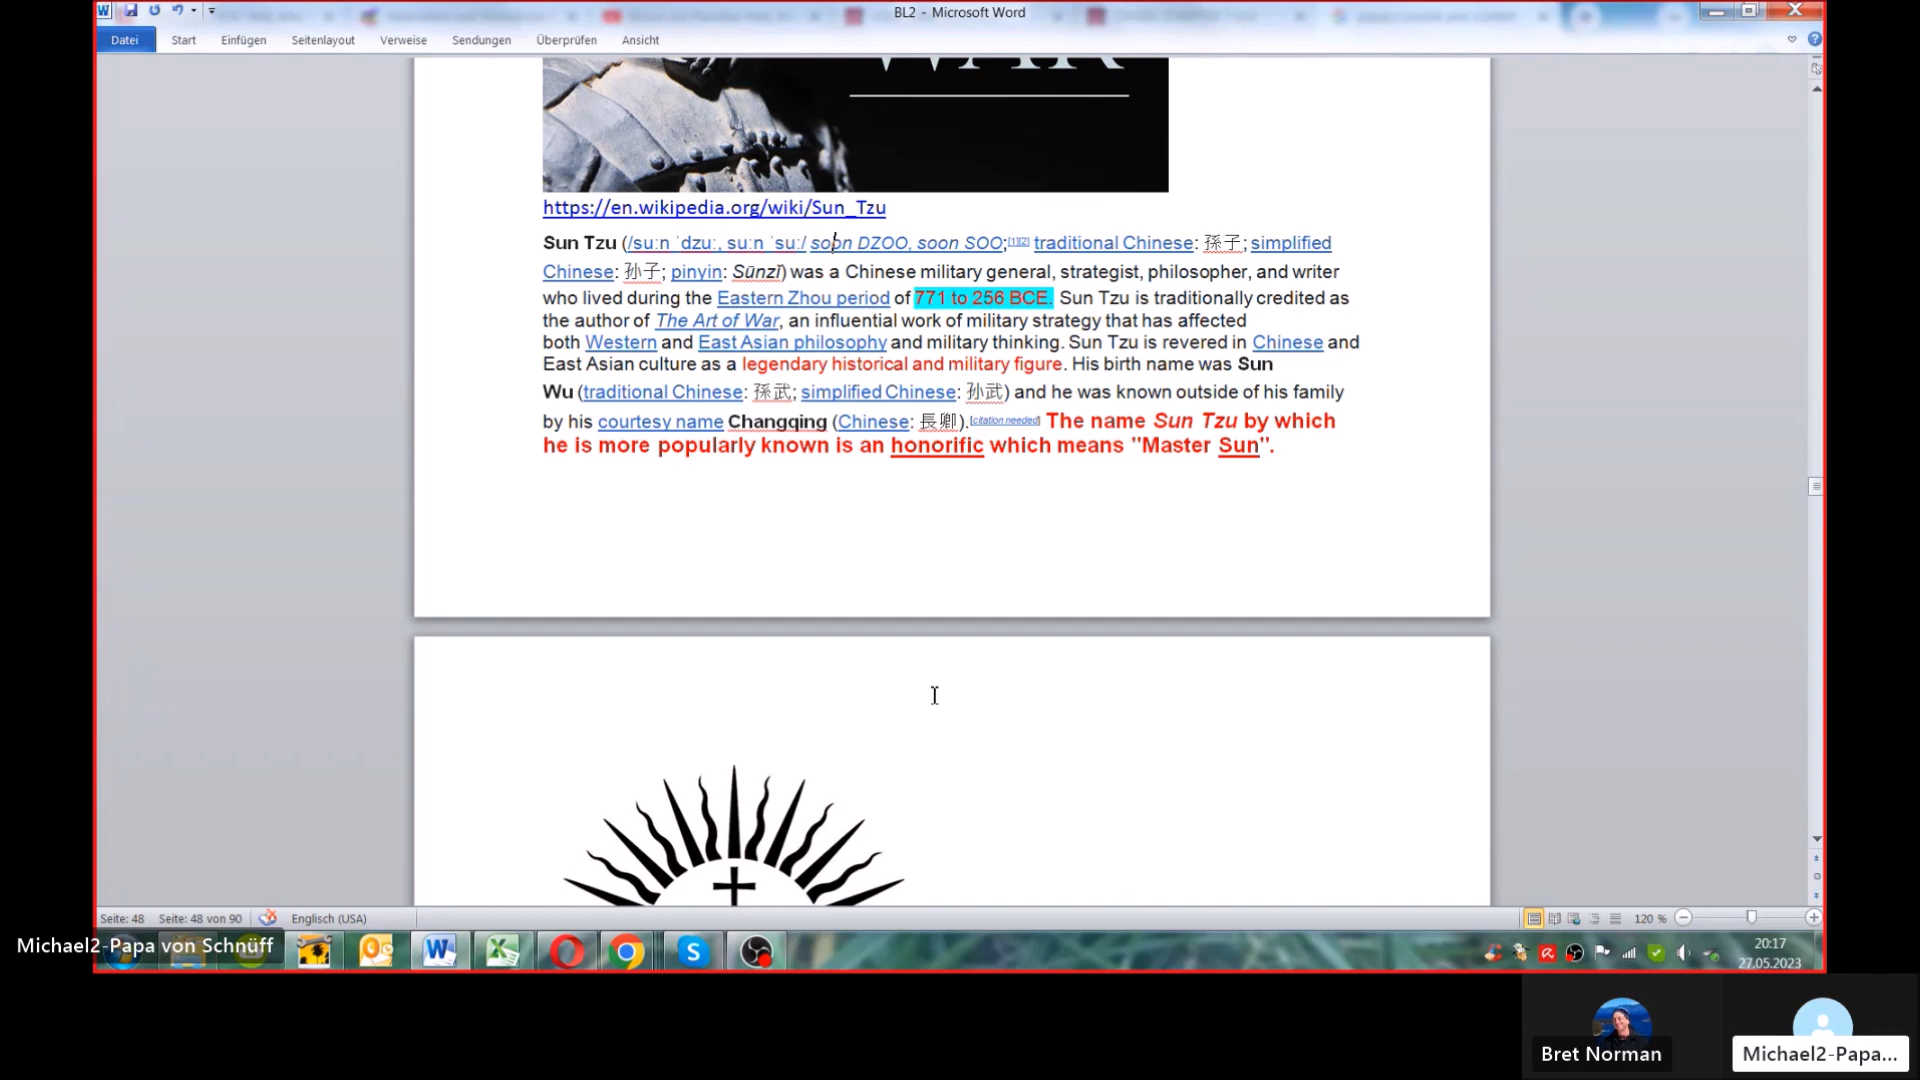 BL2 - Microsoft Word
Datei Start Einfügen Seitenlayout Verweise Sendungen Überprüfen Ansicht
WAR
https://en.wikipedia.org/wiki/Sun_Tzu
Sun Tzu (/suːn ˈdzuː, suːn ˈsuː/ soon DZOO, soon SOO;[1][2] traditional Chinese: 孫子; simplified
Chinese: 孙子; pinyin: Sūnzǐ) was a Chinese military general, strategist, philosopher, and writer
who lived during the Eastern Zhou period of 771 to 256 BCE. Sun Tzu is traditionally credited as
the author of The Art of War, an influential work of military strategy that has affected
both Western and East Asian philosophy and military thinking. Sun Tzu is revered in Chinese and
East Asian culture as a legendary historical and military figure. His birth name was Sun
Wu (traditional Chinese: 孫武; simplified Chinese: 孙武) and he was known outside of his family
by his courtesy name Changqing (Chinese: 長卿).[citation needed] The name Sun Tzu by which
he is more popularly known is an honorific which means "Master Sun".
Seite: 48 Seite: 48 von 90 Englisch (USA) 120 %
Michael2-Papa von Schnüff
20:17
27.05.2023
Bret Norman
Michael2-Papa...